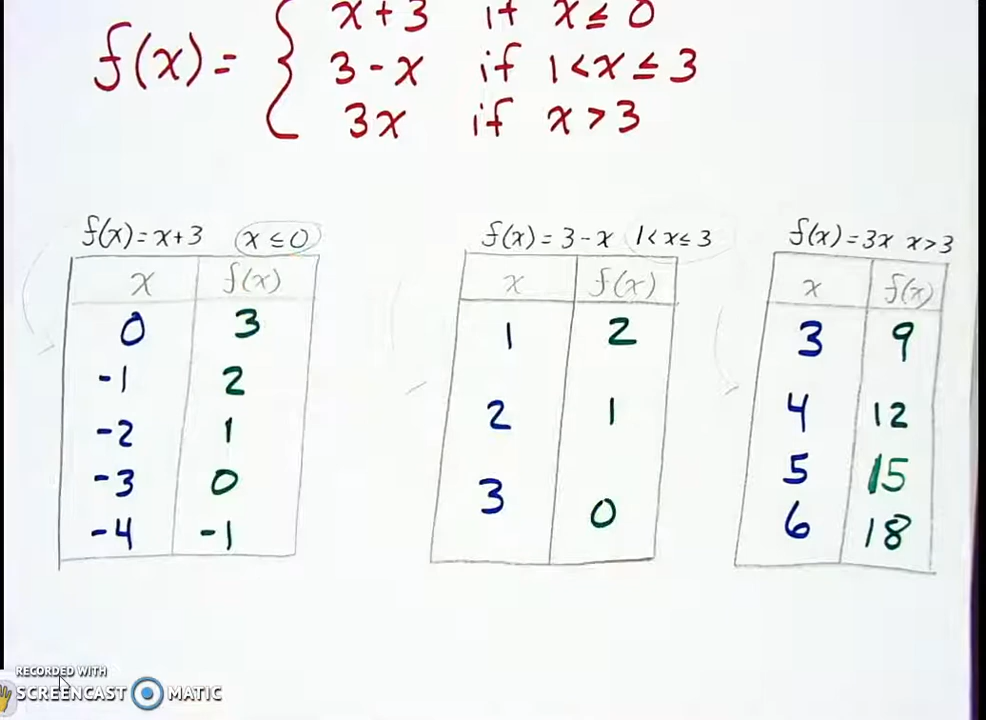 x + 3 if x ≤ 0
f(x) = { 3 - x if 1 < x ≤ 3
3x if x > 3
f(x) = x + 3 x ≤ 0
x f(x)
0 3
-1 2
-2 1
-3 0
-4 -1
f(x) = 3 - x 1 < x ≤ 3
x f(x)
1 2
2 1
3 0
f(x) = 3x x > 3
x f(x)
3 9
4 12
5 15
6 18
RECORDED WITH
SCREENCAST MATIC